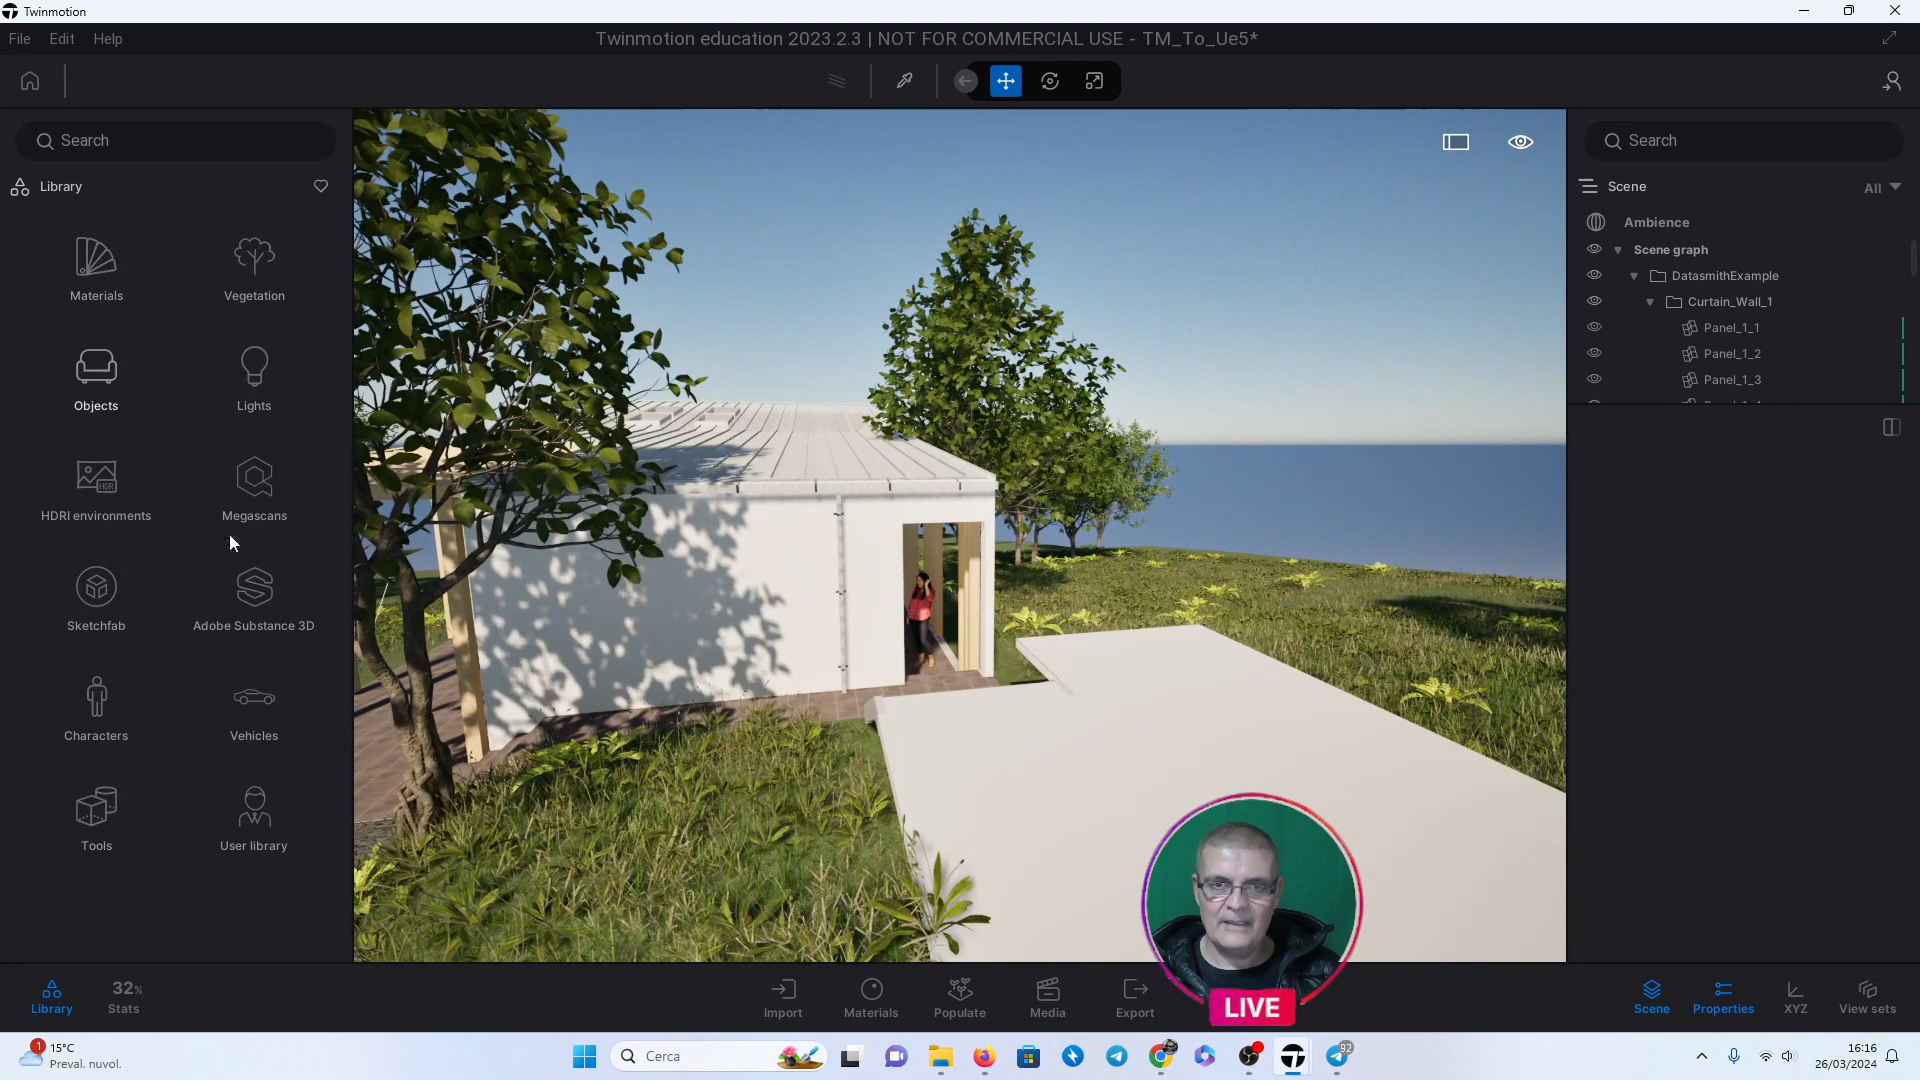 Twinmotion
File Edit Help
Twinmotion education 2023.2.3 | NOT FOR COMMERCIAL USE - TM_To_Ue5*
Search
Library
Materials
Vegetation
Objects
Lights
HDR
HDRI environments
Megascans
Sketchfab
Adobe Substance 3D
Characters
Vehicles
Tools
User library
Search
Scene
All
Ambience
Scene graph
DatasmithExample
Curtain_Wall_1
Panel_1_1
Panel_1_2
Panel_1_3
Library
32%
Stats
Import
Materials
Populate
Media
Export
LIVE
Scene
Properties
XYZ
View sets
1
15°C
Preval. nuvol.
Cerca
92
16:16
26/03/2024